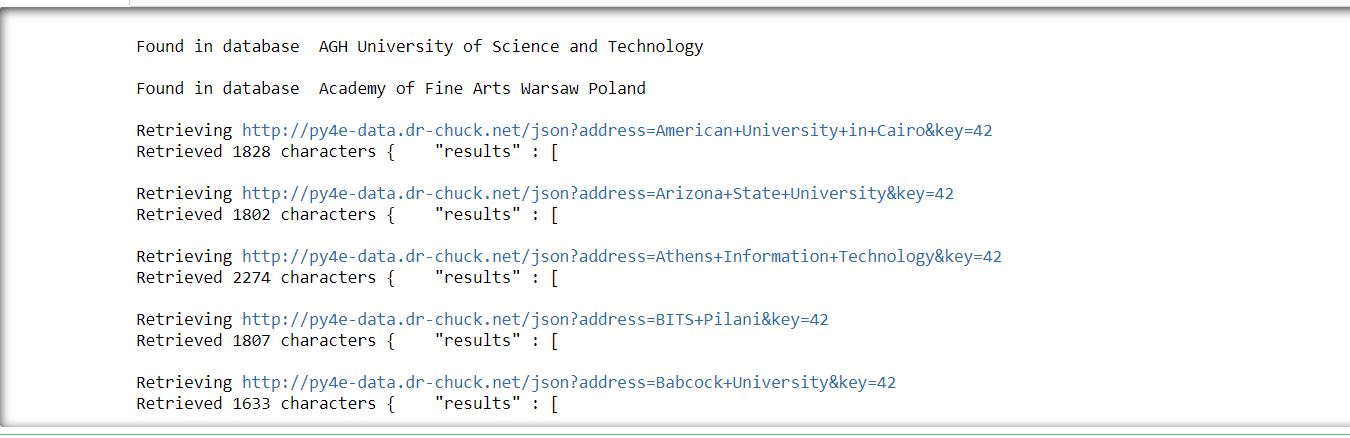 Found in database  AGH University of Science and Technology
Found in database  Academy of Fine Arts Warsaw Poland
Retrieving http://py4e-data.dr-chuck.net/json?address=American+University+in+Cairo&key=42
Retrieved 1828 characters {    "results" : [
Retrieving http://py4e-data.dr-chuck.net/json?address=Arizona+State+University&key=42
Retrieved 1802 characters {    "results" : [
Retrieving http://py4e-data.dr-chuck.net/json?address=Athens+Information+Technology&key=42
Retrieved 2274 characters {    "results" : [
Retrieving http://py4e-data.dr-chuck.net/json?address=BITS+Pilani&key=42
Retrieved 1807 characters {    "results" : [
Retrieving http://py4e-data.dr-chuck.net/json?address=Babcock+University&key=42
Retrieved 1633 characters {    "results" : [